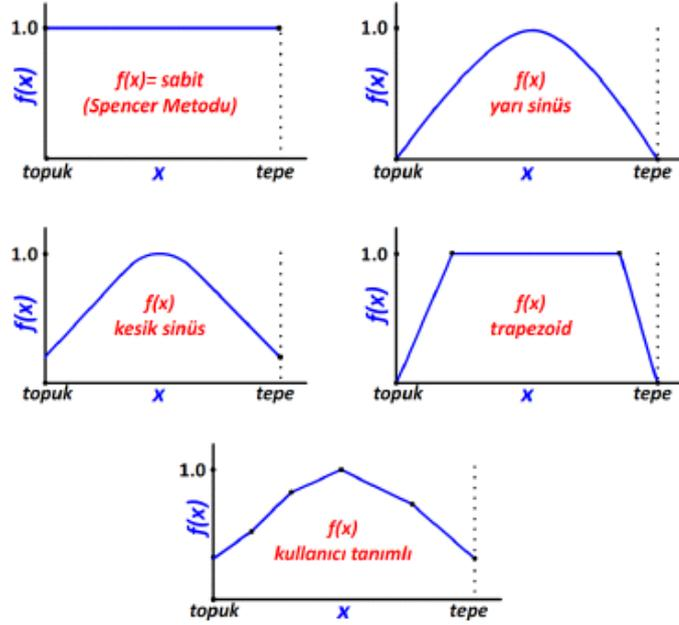 1.0
f(x)
f(x)= sabit
(Spencer Metodu)
topuk
x
tepe
1.0
f(x)
f(x)
yarı sinüs
topuk
x
tepe
1.0
f(x)
f(x)
kesik sinüs
topuk
x
tepe
1.0
f(x)
f(x)
trapezoid
topuk
x
tepe
1.0
f(x)
f(x)
kullanıcı tanımlı
topuk
x
tepe